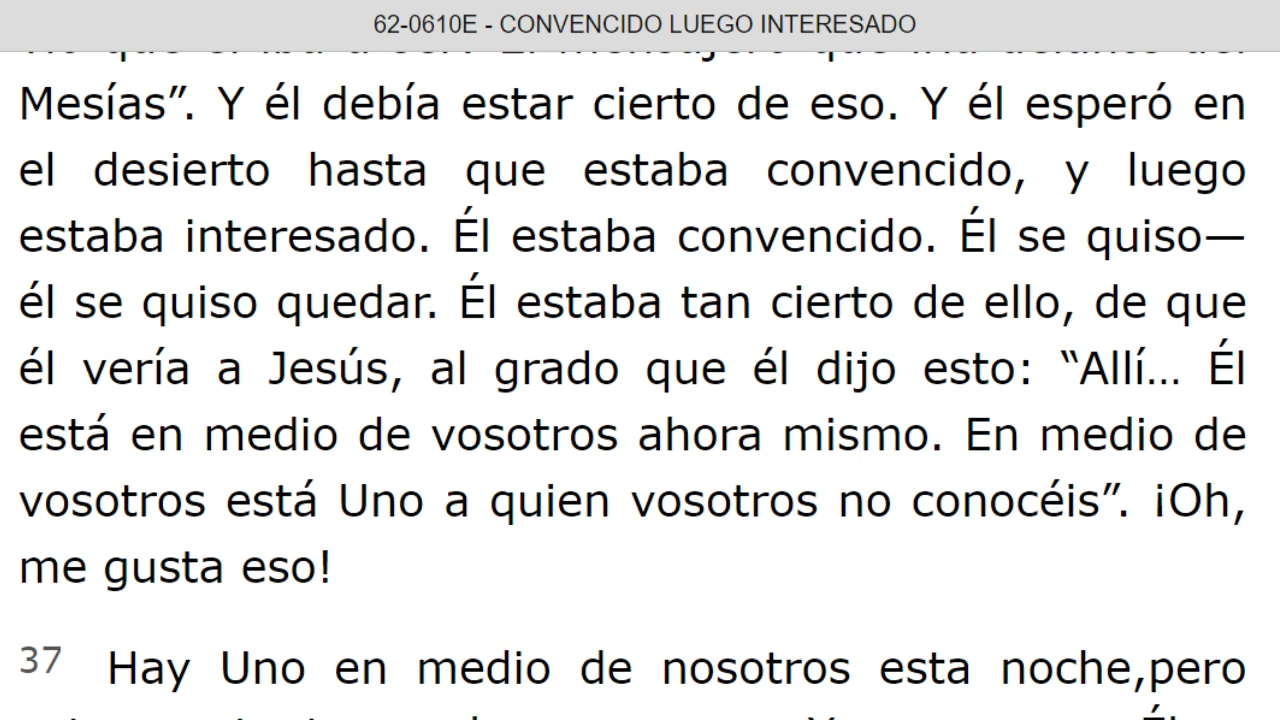 62-0610E - CONVENCIDO LUEGO INTERESADO
Mesías”. Y él debía estar cierto de eso. Y él esperó en
el desierto hasta que estaba convencido, y luego
estaba interesado. Él estaba convencido. Él se quiso—
él se quiso quedar. Él estaba tan cierto de ello, de que
él vería a Jesús, al grado que él dijo esto: “Allí… Él
está en medio de vosotros ahora mismo. En medio de
vosotros está Uno a quien vosotros no conocéis”. ¡Oh,
me gusta eso!
37 Hay Uno en medio de nosotros esta noche,pero